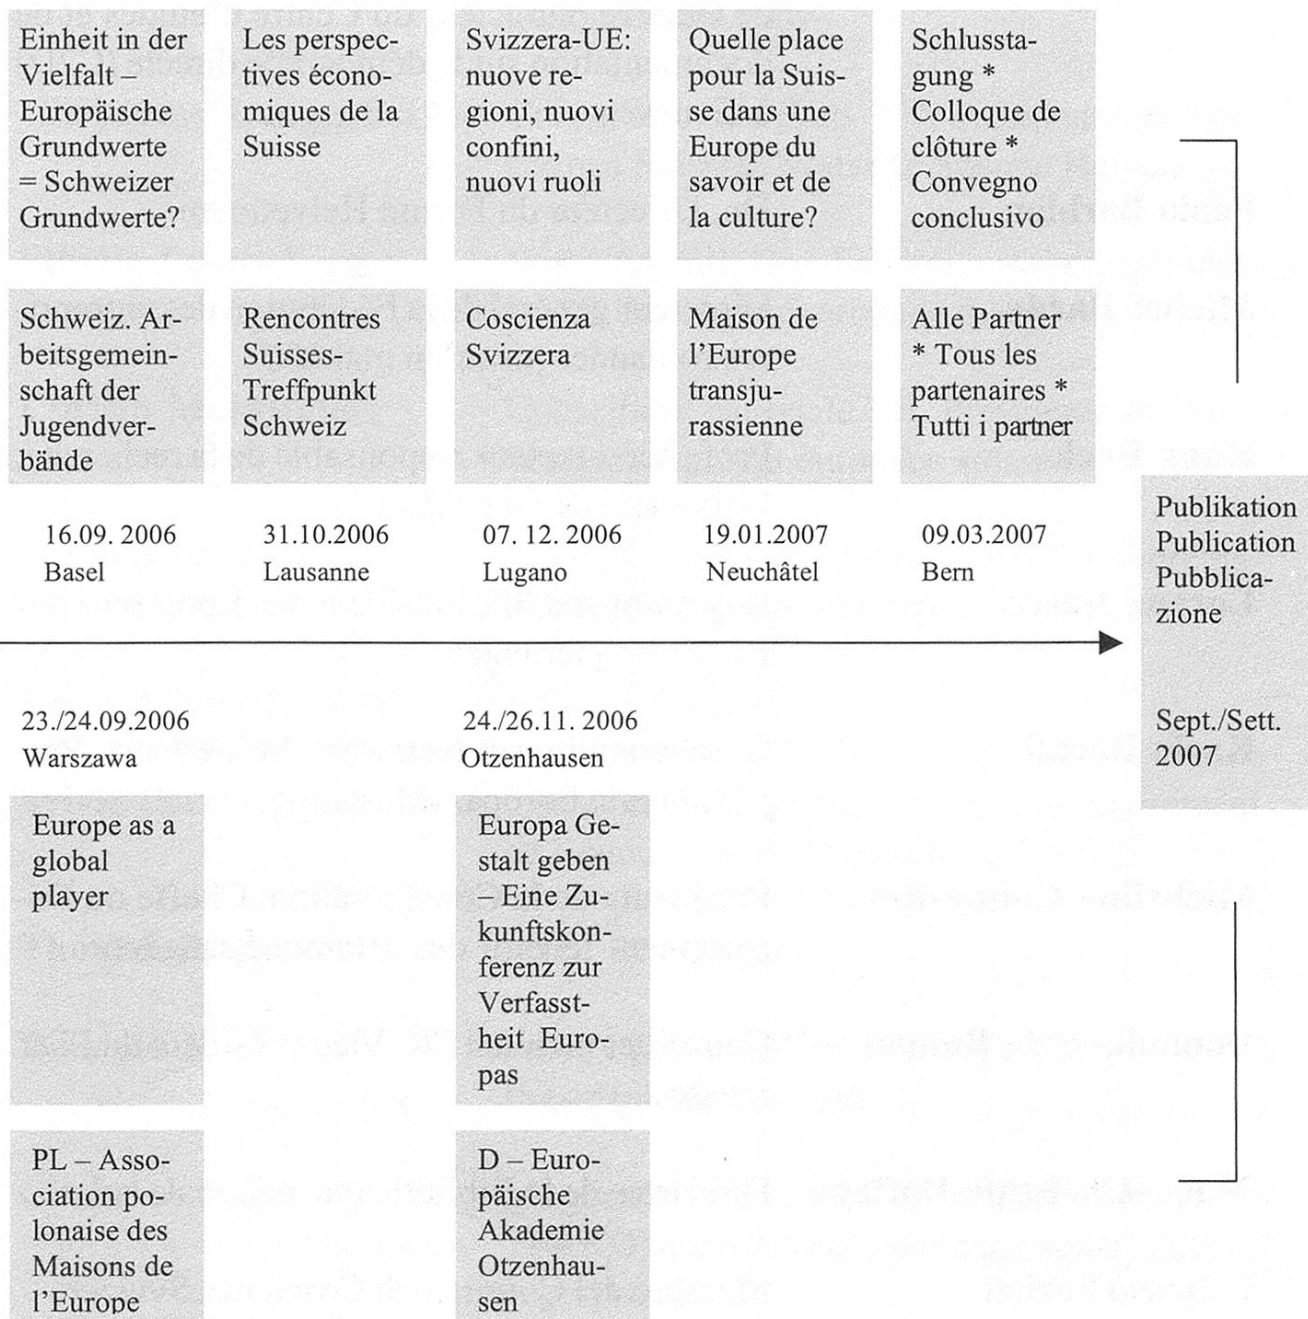 Einheit in der
Vielfalt –
Europäische
Grundwerte
= Schweizer
Grundwerte?
Les perspec-
tives écono-
miques de la
Suisse
Svizzera-UE:
nuove re-
gioni, nuovi
confini,
nuovi ruoli
Quelle place
pour la Suis-
se dans une
Europe du
savoir et de
la culture?
Schlussta-
gung *
Colloque de
clôture *
Convegno
conclusivo
Schweiz. Ar-
beitsgemein-
schaft der
Jugendver-
bände
Rencontres
Suisses-
Treffpunkt
Schweiz
Coscienza
Svizzera
Maison de
l'Europe
transju-
rassienne
Alle Partner
* Tous les
partenaires *
Tutti i partner
16.09. 2006
Basel
31.10.2006
Lausanne
07. 12. 2006
Lugano
19.01.2007
Neuchâtel
09.03.2007
Bern
Publikation
Publication
Pubblica-
zione
Sept./Sett.
2007
23./24.09.2006
Warszawa
24./26.11. 2006
Otzenhausen
Europe as a
global
player
Europa Ge-
stalt geben
– Eine Zu-
kunftskon-
ferenz zur
Verfasst-
heit Euro-
pas
PL – Asso-
ciation po-
lonaise des
Maisons de
l'Europe
D – Euro-
päische
Akademie
Otzenhau-
sen